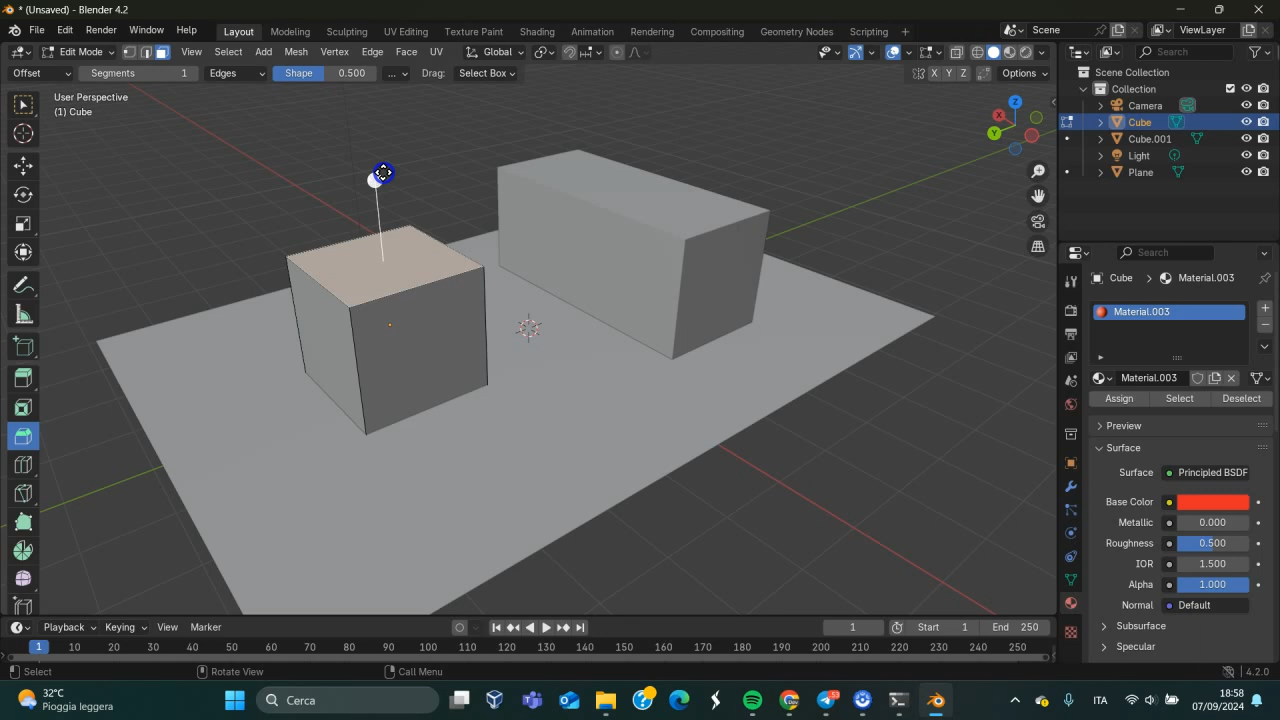 * (Unsaved) - Blender 4.2
File Edit Render Window Help
Layout Modeling Sculpting UV Editing Texture Paint Shading Animation Rendering Compositing Geometry Nodes Scripting
Scene ViewLayer
Edit Mode View Select Add Mesh Vertex Edge Face UV Global
Search
Offset Segments 1 Edges Shape 0.500 ... Drag: Select Box X Y Z Options
User Perspective
(1) Cube
Z
X
Y
Scene Collection
Collection
Camera
Cube
Cube.001
Light
Plane
Search
Cube Material.003
Material.003
Material.003
Assign Select Deselect
Preview
Surface
Surface Principled BSDF
Base Color
Metallic 0.000
Roughness 0.500
IOR 1.500
Alpha 1.000
Normal Default
Subsurface
Specular
Playback Keying View Marker 1 Start 1 End 250
1 10 20 30 40 50 60 70 80 90 100 110 120 130 140 150 160 170 180 190 200 210 220 230 240 250
Select Rotate View Call Menu 4.2.0
32°C
Pioggia leggera
Cerca
53
ITA
18:58
07/09/2024